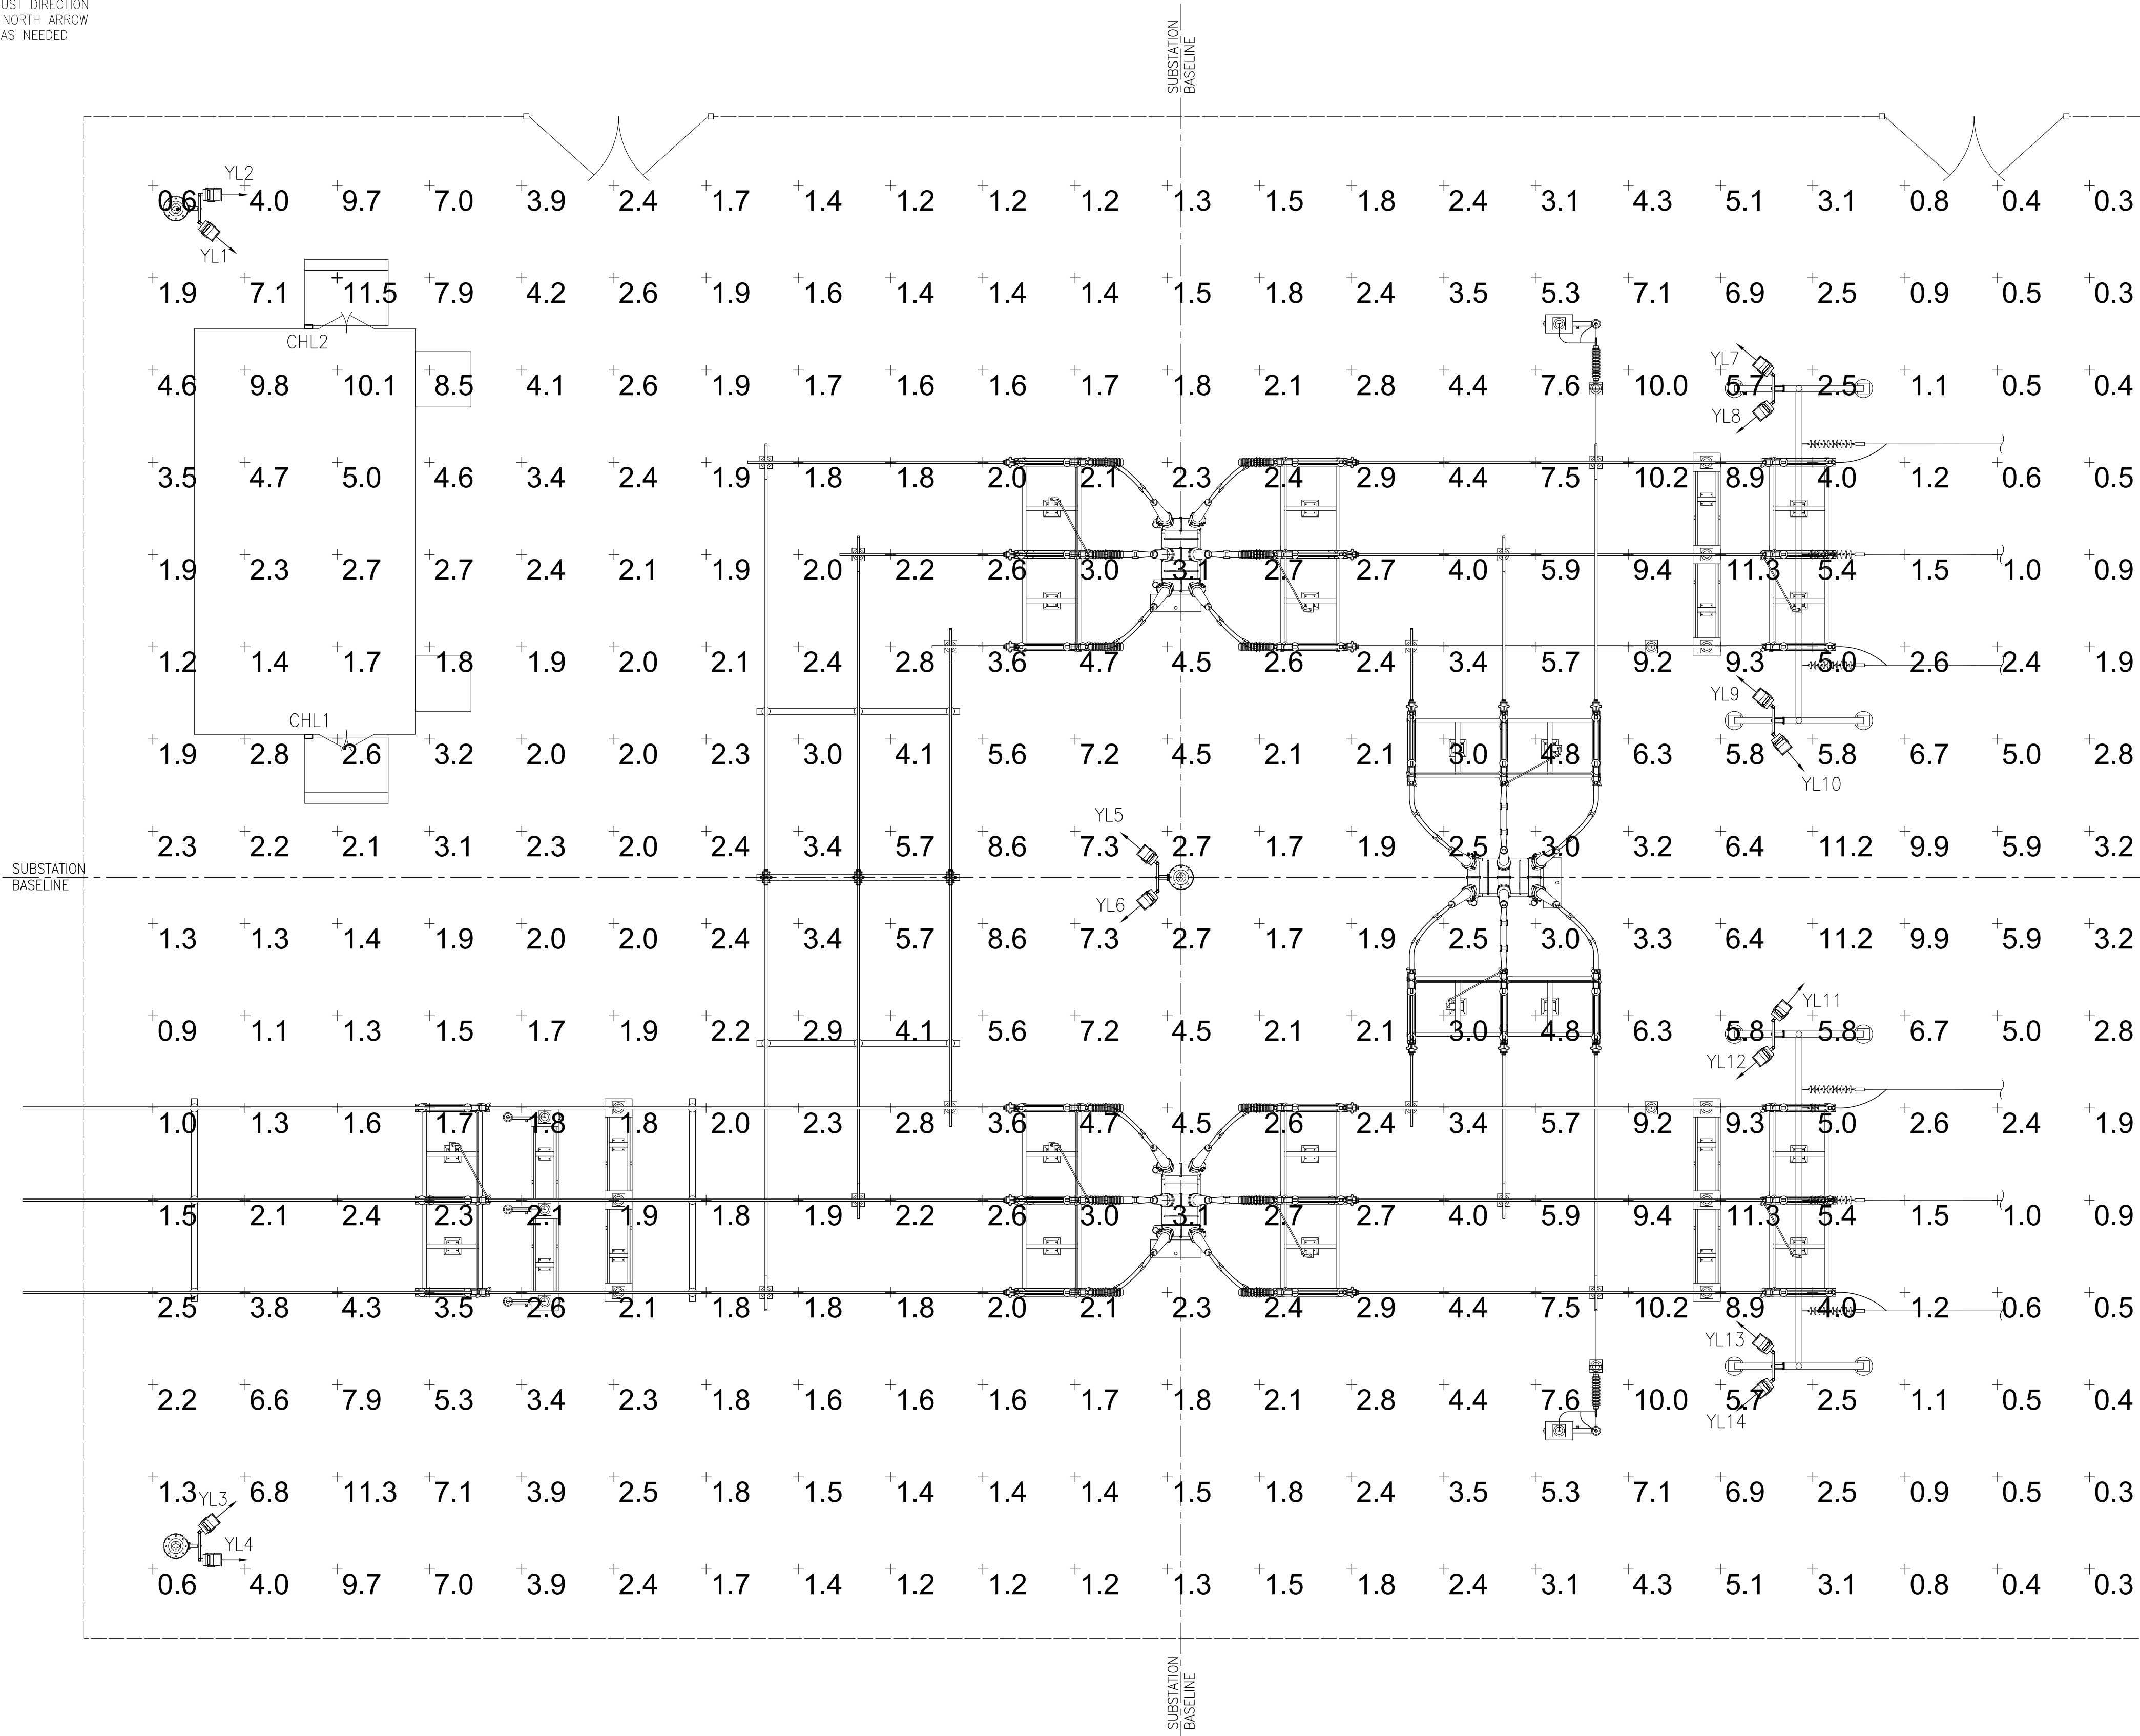 UST DIRECTION
NORTH ARROW
AS NEEDED
SUBSTATION
BASELINE
YL2
0.6 4.0 9.7 7.0 3.9 2.4 1.7 1.4 1.2 1.2 1.2 1.3 1.5 1.8 2.4 3.1 4.3 5.1 3.1 0.8 0.4 0.3
YL1
1.9 7.1 11.5 7.9 4.2 2.6 1.9 1.6 1.4 1.4 1.4 1.5 1.8 2.4 3.5 5.3 7.1 6.9 2.5 0.9 0.5 0.3
CHL2
YL7
4.6 9.8 10.1 8.5 4.1 2.6 1.9 1.7 1.6 1.6 1.7 1.8 2.1 2.8 4.4 7.6 10.0 5.7 2.5 1.1 0.5 0.4
YL8
3.5 4.7 5.0 4.6 3.4 2.4 1.9 1.8 1.8 2.0 2.1 2.3 2.4 2.9 4.4 7.5 10.2 8.9 4.0 1.2 0.6 0.5
1.9 2.3 2.7 2.7 2.4 2.1 1.9 2.0 2.2 2.6 3.0 3.1 2.7 2.7 4.0 5.9 9.4 11.3 5.4 1.5 1.0 0.9
1.2 1.4 1.7 1.8 1.9 2.0 2.1 2.4 2.8 3.6 4.7 4.5 2.6 2.4 3.4 5.7 9.2 9.3 5.0 2.6 2.4 1.9
YL9
CHL1
1.9 2.8 2.6 3.2 2.0 2.0 2.3 3.0 4.1 5.6 7.2 4.5 2.1 2.1 3.0 4.8 6.3 5.8 5.8 6.7 5.0 2.8
YL10
YL5
2.3 2.2 2.1 3.1 2.3 2.0 2.4 3.4 5.7 8.6 7.3 2.7 1.7 1.9 2.5 3.0 3.2 6.4 11.2 9.9 5.9 3.2
SUBSTATION
BASELINE
YL6
1.3 1.3 1.4 1.9 2.0 2.0 2.4 3.4 5.7 8.6 7.3 2.7 1.7 1.9 2.5 3.0 3.3 6.4 11.2 9.9 5.9 3.2
YL11
0.9 1.1 1.3 1.5 1.7 1.9 2.2 2.9 4.1 5.6 7.2 4.5 2.1 2.1 3.0 4.8 6.3 5.8 5.8 6.7 5.0 2.8
YL12
1.0 1.3 1.6 1.7 1.8 1.8 2.0 2.3 2.8 3.6 4.7 4.5 2.6 2.4 3.4 5.7 9.2 9.3 5.0 2.6 2.4 1.9
1.5 2.1 2.4 2.3 2.1 1.9 1.8 1.9 2.2 2.6 3.0 3.1 2.7 2.7 4.0 5.9 9.4 11.3 5.4 1.5 1.0 0.9
2.5 3.8 4.3 3.5 2.6 2.1 1.8 1.8 1.8 2.0 2.1 2.3 2.4 2.9 4.4 7.5 10.2 8.9 4.0 1.2 0.6 0.5
YL13
2.2 6.6 7.9 5.3 3.4 2.3 1.8 1.6 1.6 1.6 1.7 1.8 2.1 2.8 4.4 7.6 10.0 5.7 2.5 1.1 0.5 0.4
YL14
1.3 6.8 11.3 7.1 3.9 2.5 1.8 1.5 1.4 1.4 1.4 1.5 1.8 2.4 3.5 5.3 7.1 6.9 2.5 0.9 0.5 0.3
YL3
YL4
0.6 4.0 9.7 7.0 3.9 2.4 1.7 1.4 1.2 1.2 1.2 1.3 1.5 1.8 2.4 3.1 4.3 5.1 3.1 0.8 0.4 0.3
SUBSTATION
BASELINE